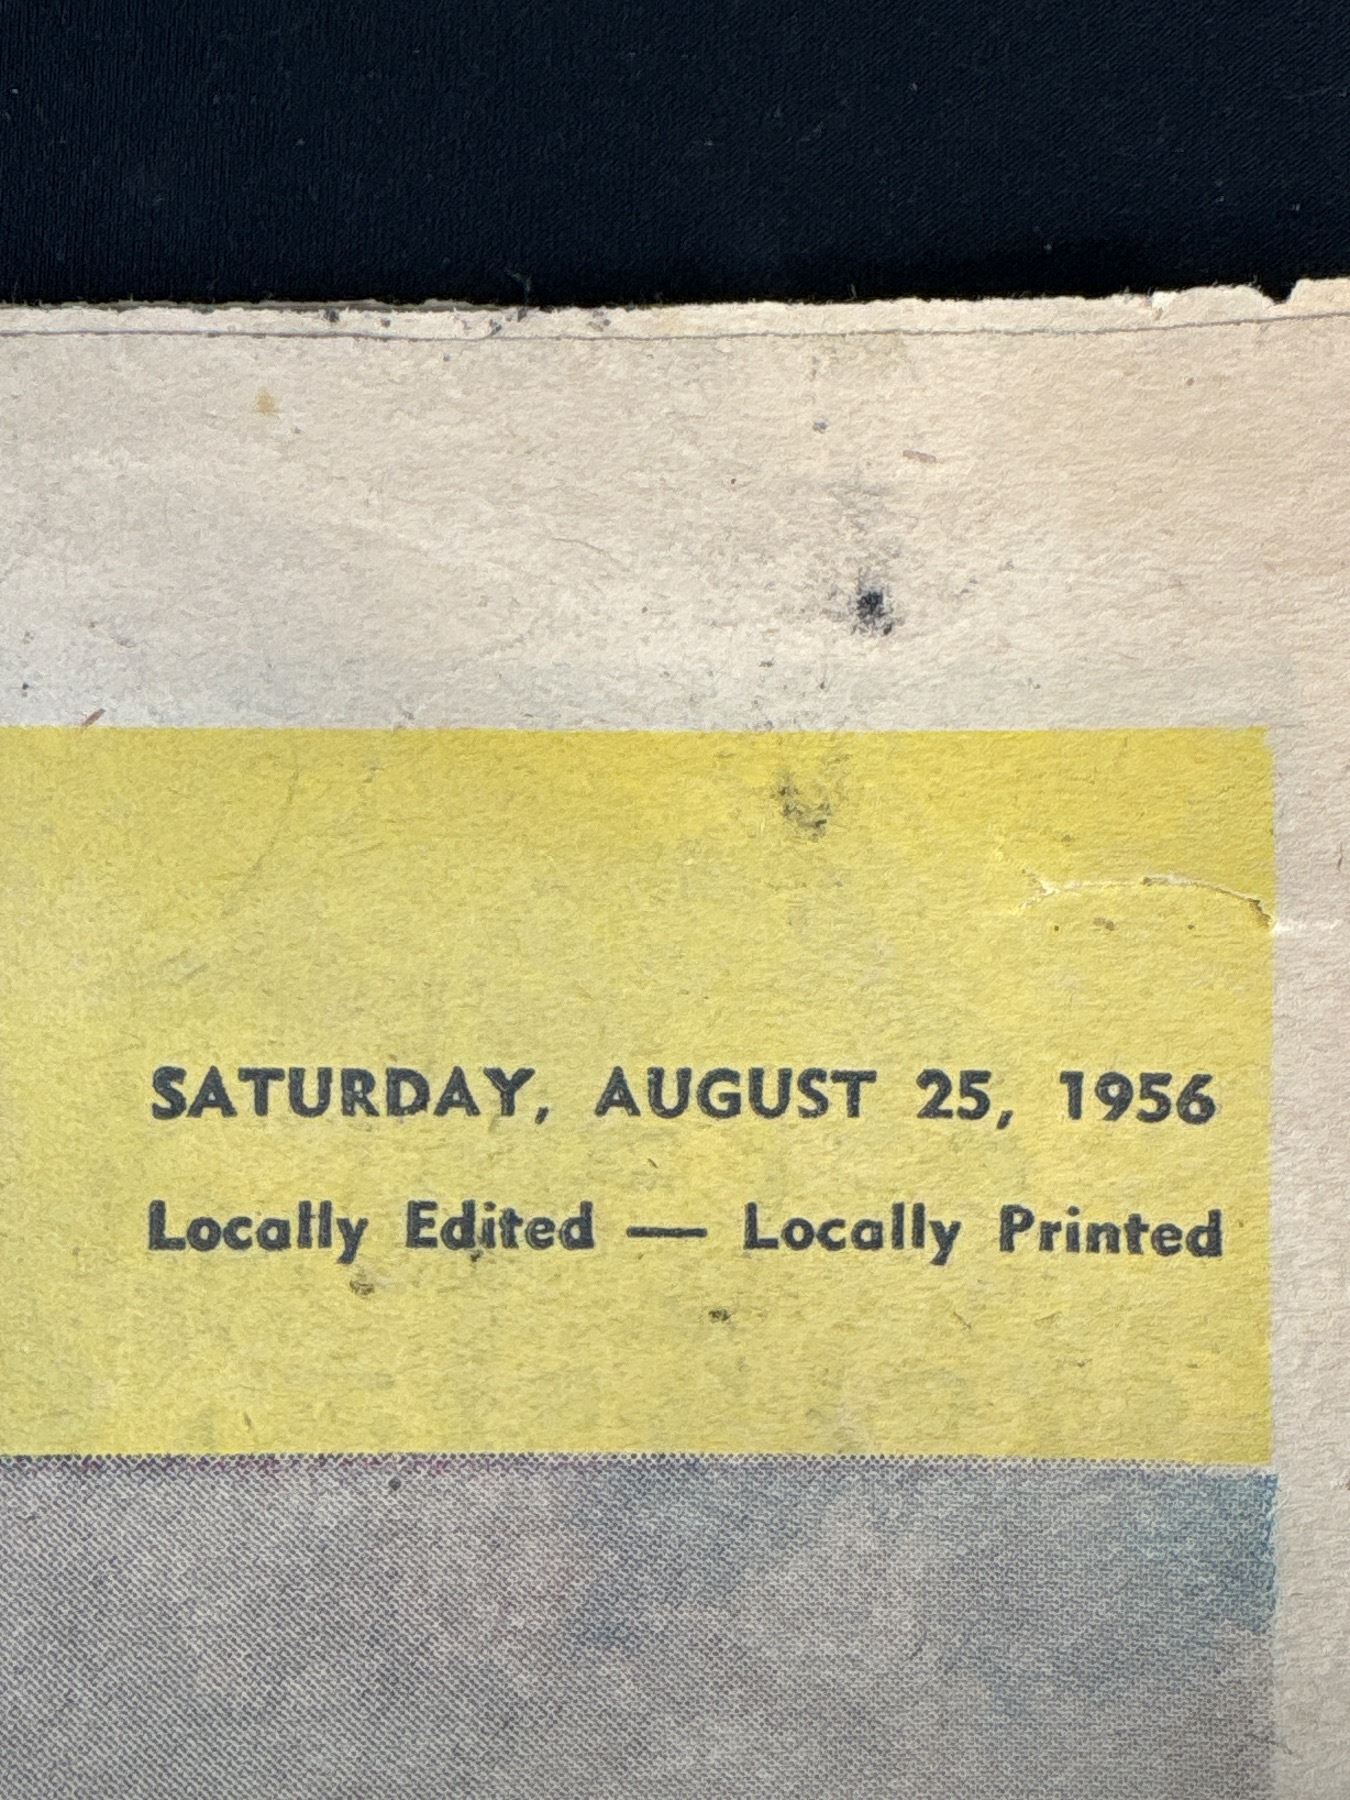 SATURDAY, AUGUST 25, 1956
Locally Edited — Locally Printed